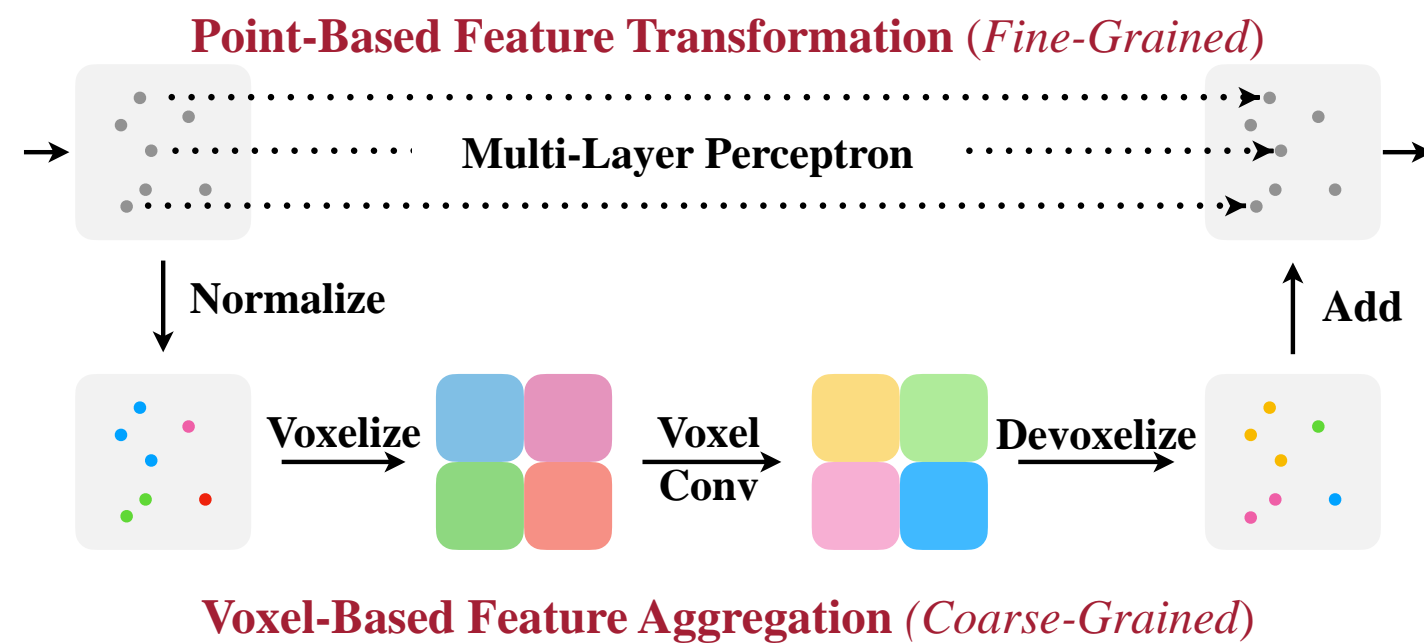 Point-Based Feature Transformation (Fine-Grained)
Multi-Layer Perceptron
Normalize
Add
Voxelize
Voxel
Conv
Devoxelize
Voxel-Based Feature Aggregation (Coarse-Grained)